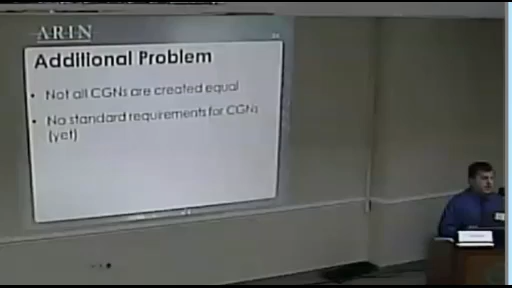 ARIN
Additional Problem
• Not all CGNs are created equal
• No standard requirements for CGNs
(yet)